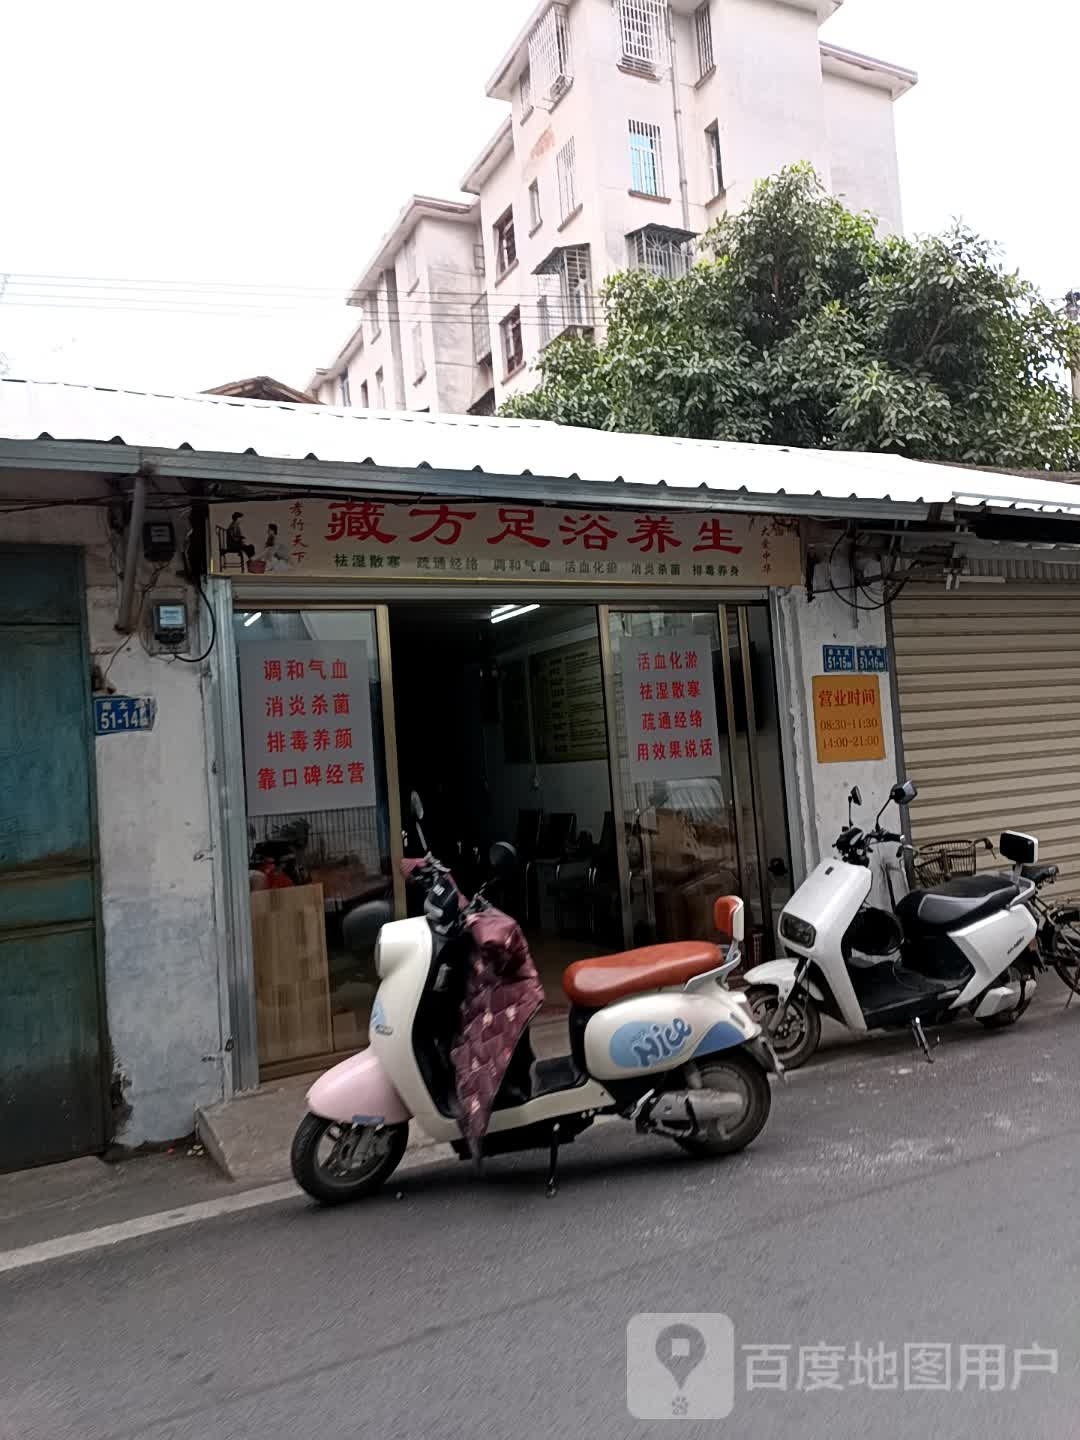 孝行天下
藏方足浴养生
大爱中华
祛湿散寒 疏通经络 调和气血 活血化瘀 消炎杀菌 排毒养身
调和气血
消炎杀菌
排毒养颜
靠口碑经营
活血化淤
祛湿散寒
疏通经络
用效果说话
51-14
51-15
51-16
营业时间
08:30-11:30
14:00-21:00
Nice
百度地图用户